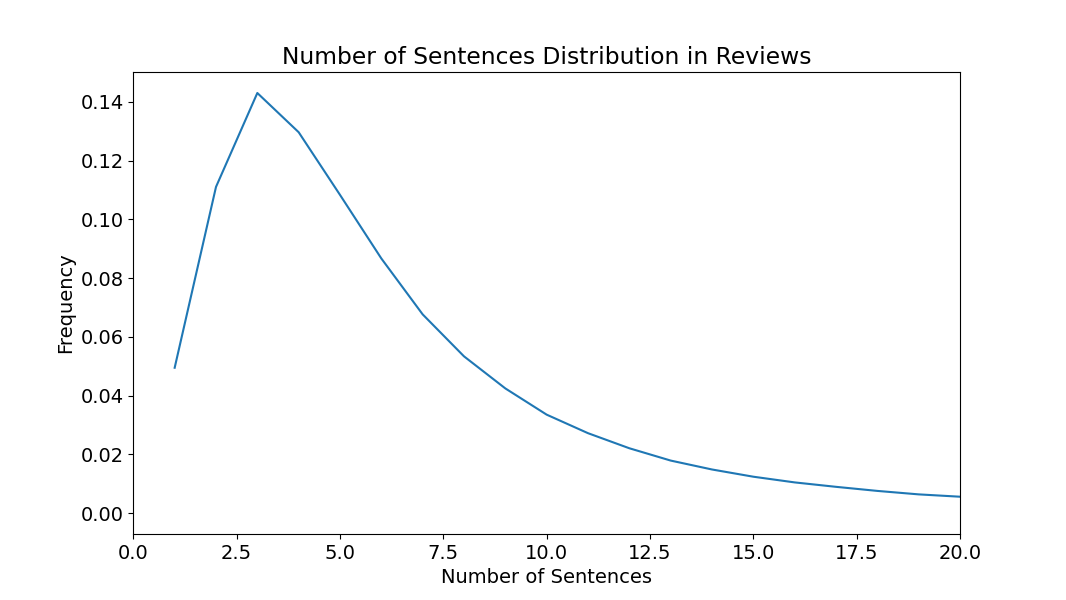 Number of Sentences Distribution in Reviews
Frequency
0.14
0.12
0.10
0.08
0.06
0.04
0.02
0.00
0.0 2.5 5.0 7.5 10.0 12.5 15.0 17.5 20.0
Number of Sentences